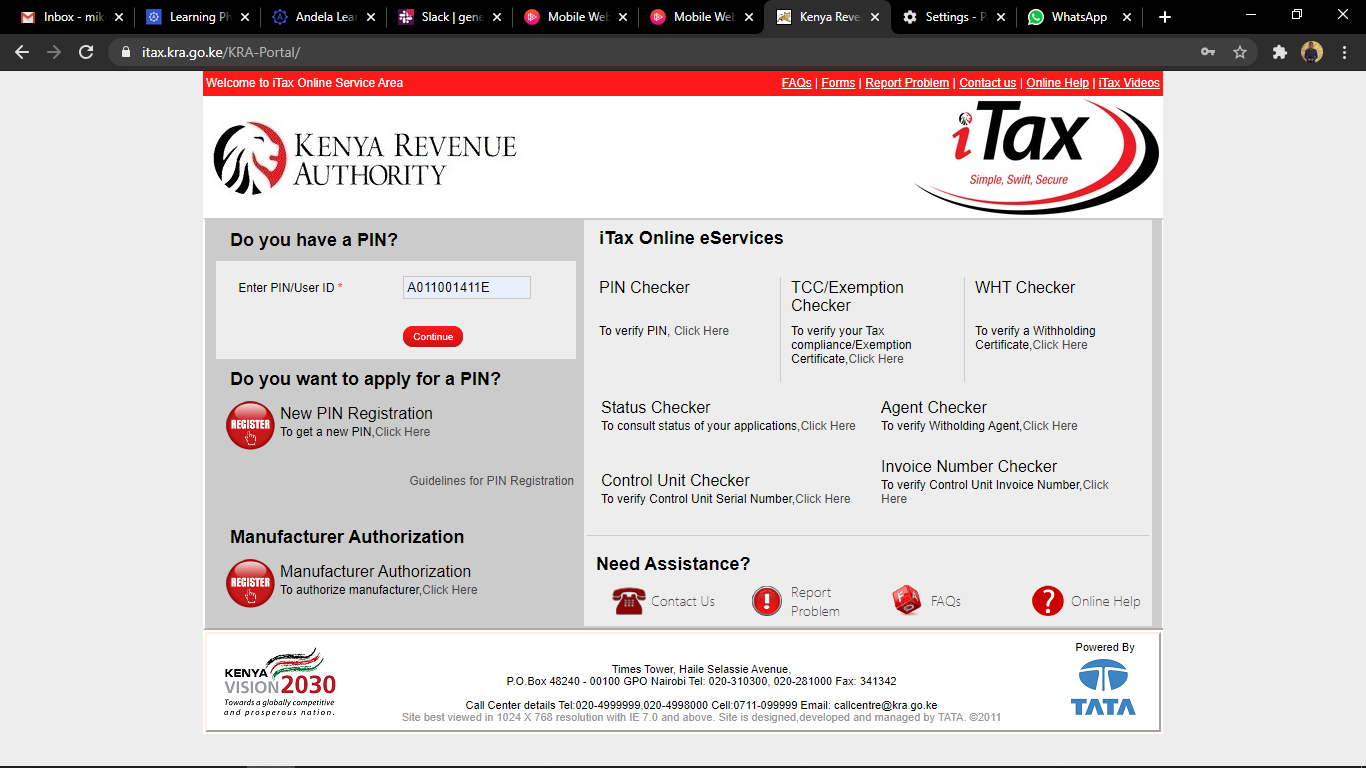 Inbox - mik
Learning Ph
Andela Lear
Slack | gene
Mobile Web
Mobile Web
Kenya Reve
Settings - P
WhatsApp
itax.kra.go.ke/KRA-Portal/
Welcome to iTax Online Service Area
FAQs | Forms | Report Problem | Contact us | Online Help | iTax Videos
KENYA REVENUE
AUTHORITY
iTax
Simple, Swift, Secure
Do you have a PIN?
Enter PIN/User ID *
A011001411E
Continue
Do you want to apply for a PIN?
REGISTER
New PIN Registration
To get a new PIN,Click Here
Guidelines for PIN Registration
Manufacturer Authorization
REGISTER
Manufacturer Authorization
To authorize manufacturer,Click Here
iTax Online eServices
PIN Checker
To verify PIN, Click Here
TCC/Exemption
Checker
To verify your Tax
compliance/Exemption
Certificate,Click Here
WHT Checker
To verify a Withholding
Certificate,Click Here
Status Checker
To consult status of your applications,Click Here
Agent Checker
To verify Witholding Agent,Click Here
Control Unit Checker
To verify Control Unit Serial Number,Click Here
Invoice Number Checker
To verify Control Unit Invoice Number,Click
Here
Need Assistance?
Contact Us
Report
Problem
FAQs
Online Help
KENYA
VISION 2030
Towards a globally competitive
and prosperous nation.
Times Tower, Haile Selassie Avenue,
P.O.Box 48240 - 00100 GPO Nairobi Tel: 020-310300, 020-281000 Fax: 341342
Call Center details Tel:020-4999999,020-4998000 Cell:0711-099999 Email: callcentre@kra.go.ke
Site best viewed in 1024 X 768 resolution with IE 7.0 and above. Site is designed,developed and managed by TATA. ©2011
Powered By
TATA